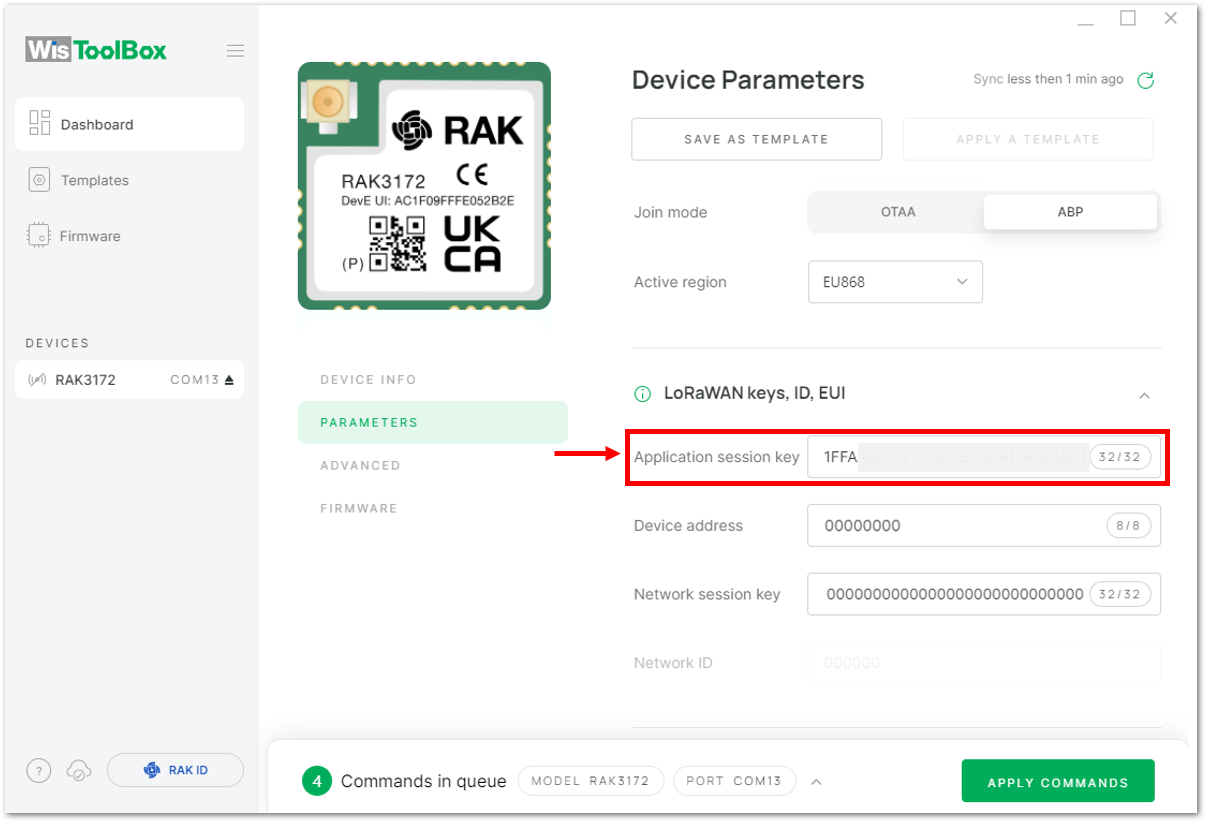 WisToolBox
Dashboard
Templates
Firmware
DEVICES
RAK3172 COM13
?
RAK ID
RAK
RAK3172
DevE UI: AC1F09FFFE052B2E
(P)
UK
CA
DEVICE INFO
PARAMETERS
ADVANCED
FIRMWARE
Device Parameters
Sync less then 1 min ago
SAVE AS TEMPLATE
APPLY A TEMPLATE
Join mode
OTAA
ABP
Active region
EU868
LoRaWAN keys, ID, EUI
Application session key
1FFA
32/32
Device address
00000000
8/8
Network session key
0000000000000000000000000000
32/32
Network ID
000000
4 Commands in queue
MODEL RAK3172
PORT COM13
APPLY COMMANDS